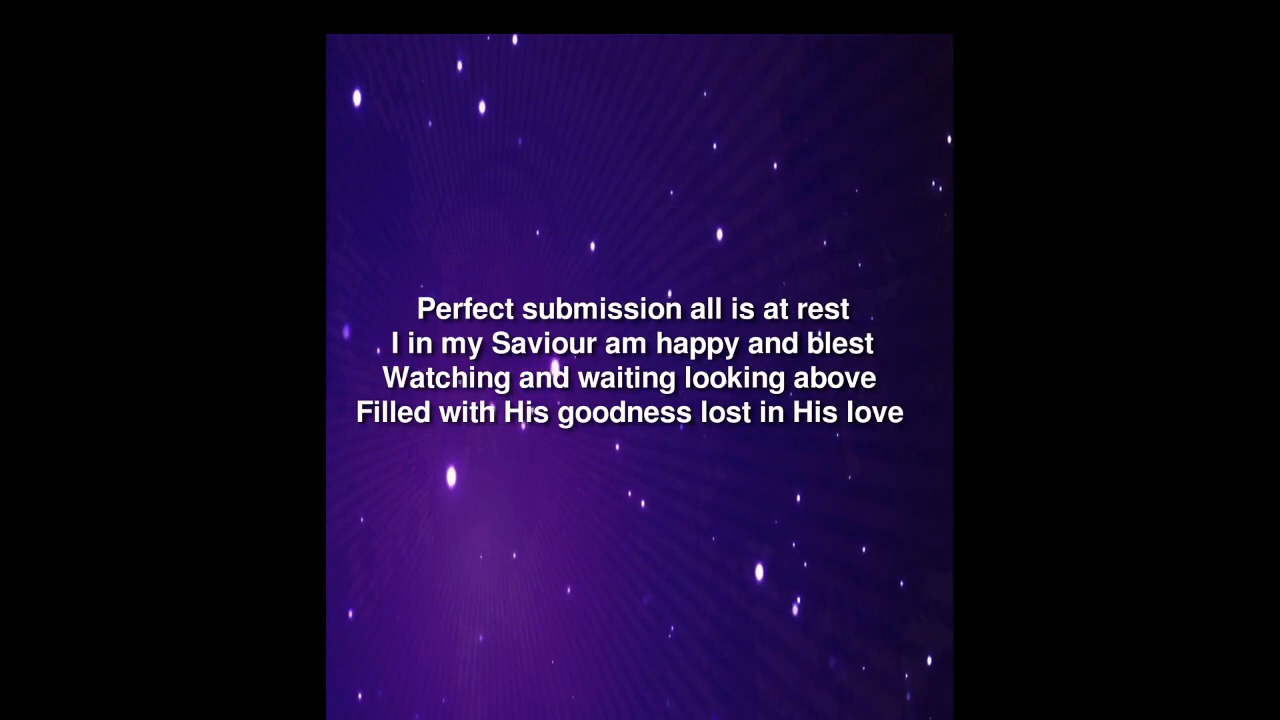 Perfect submission all is at rest
I in my Saviour am happy and blest
Watching and waiting looking above
Filled with His goodness lost in His love